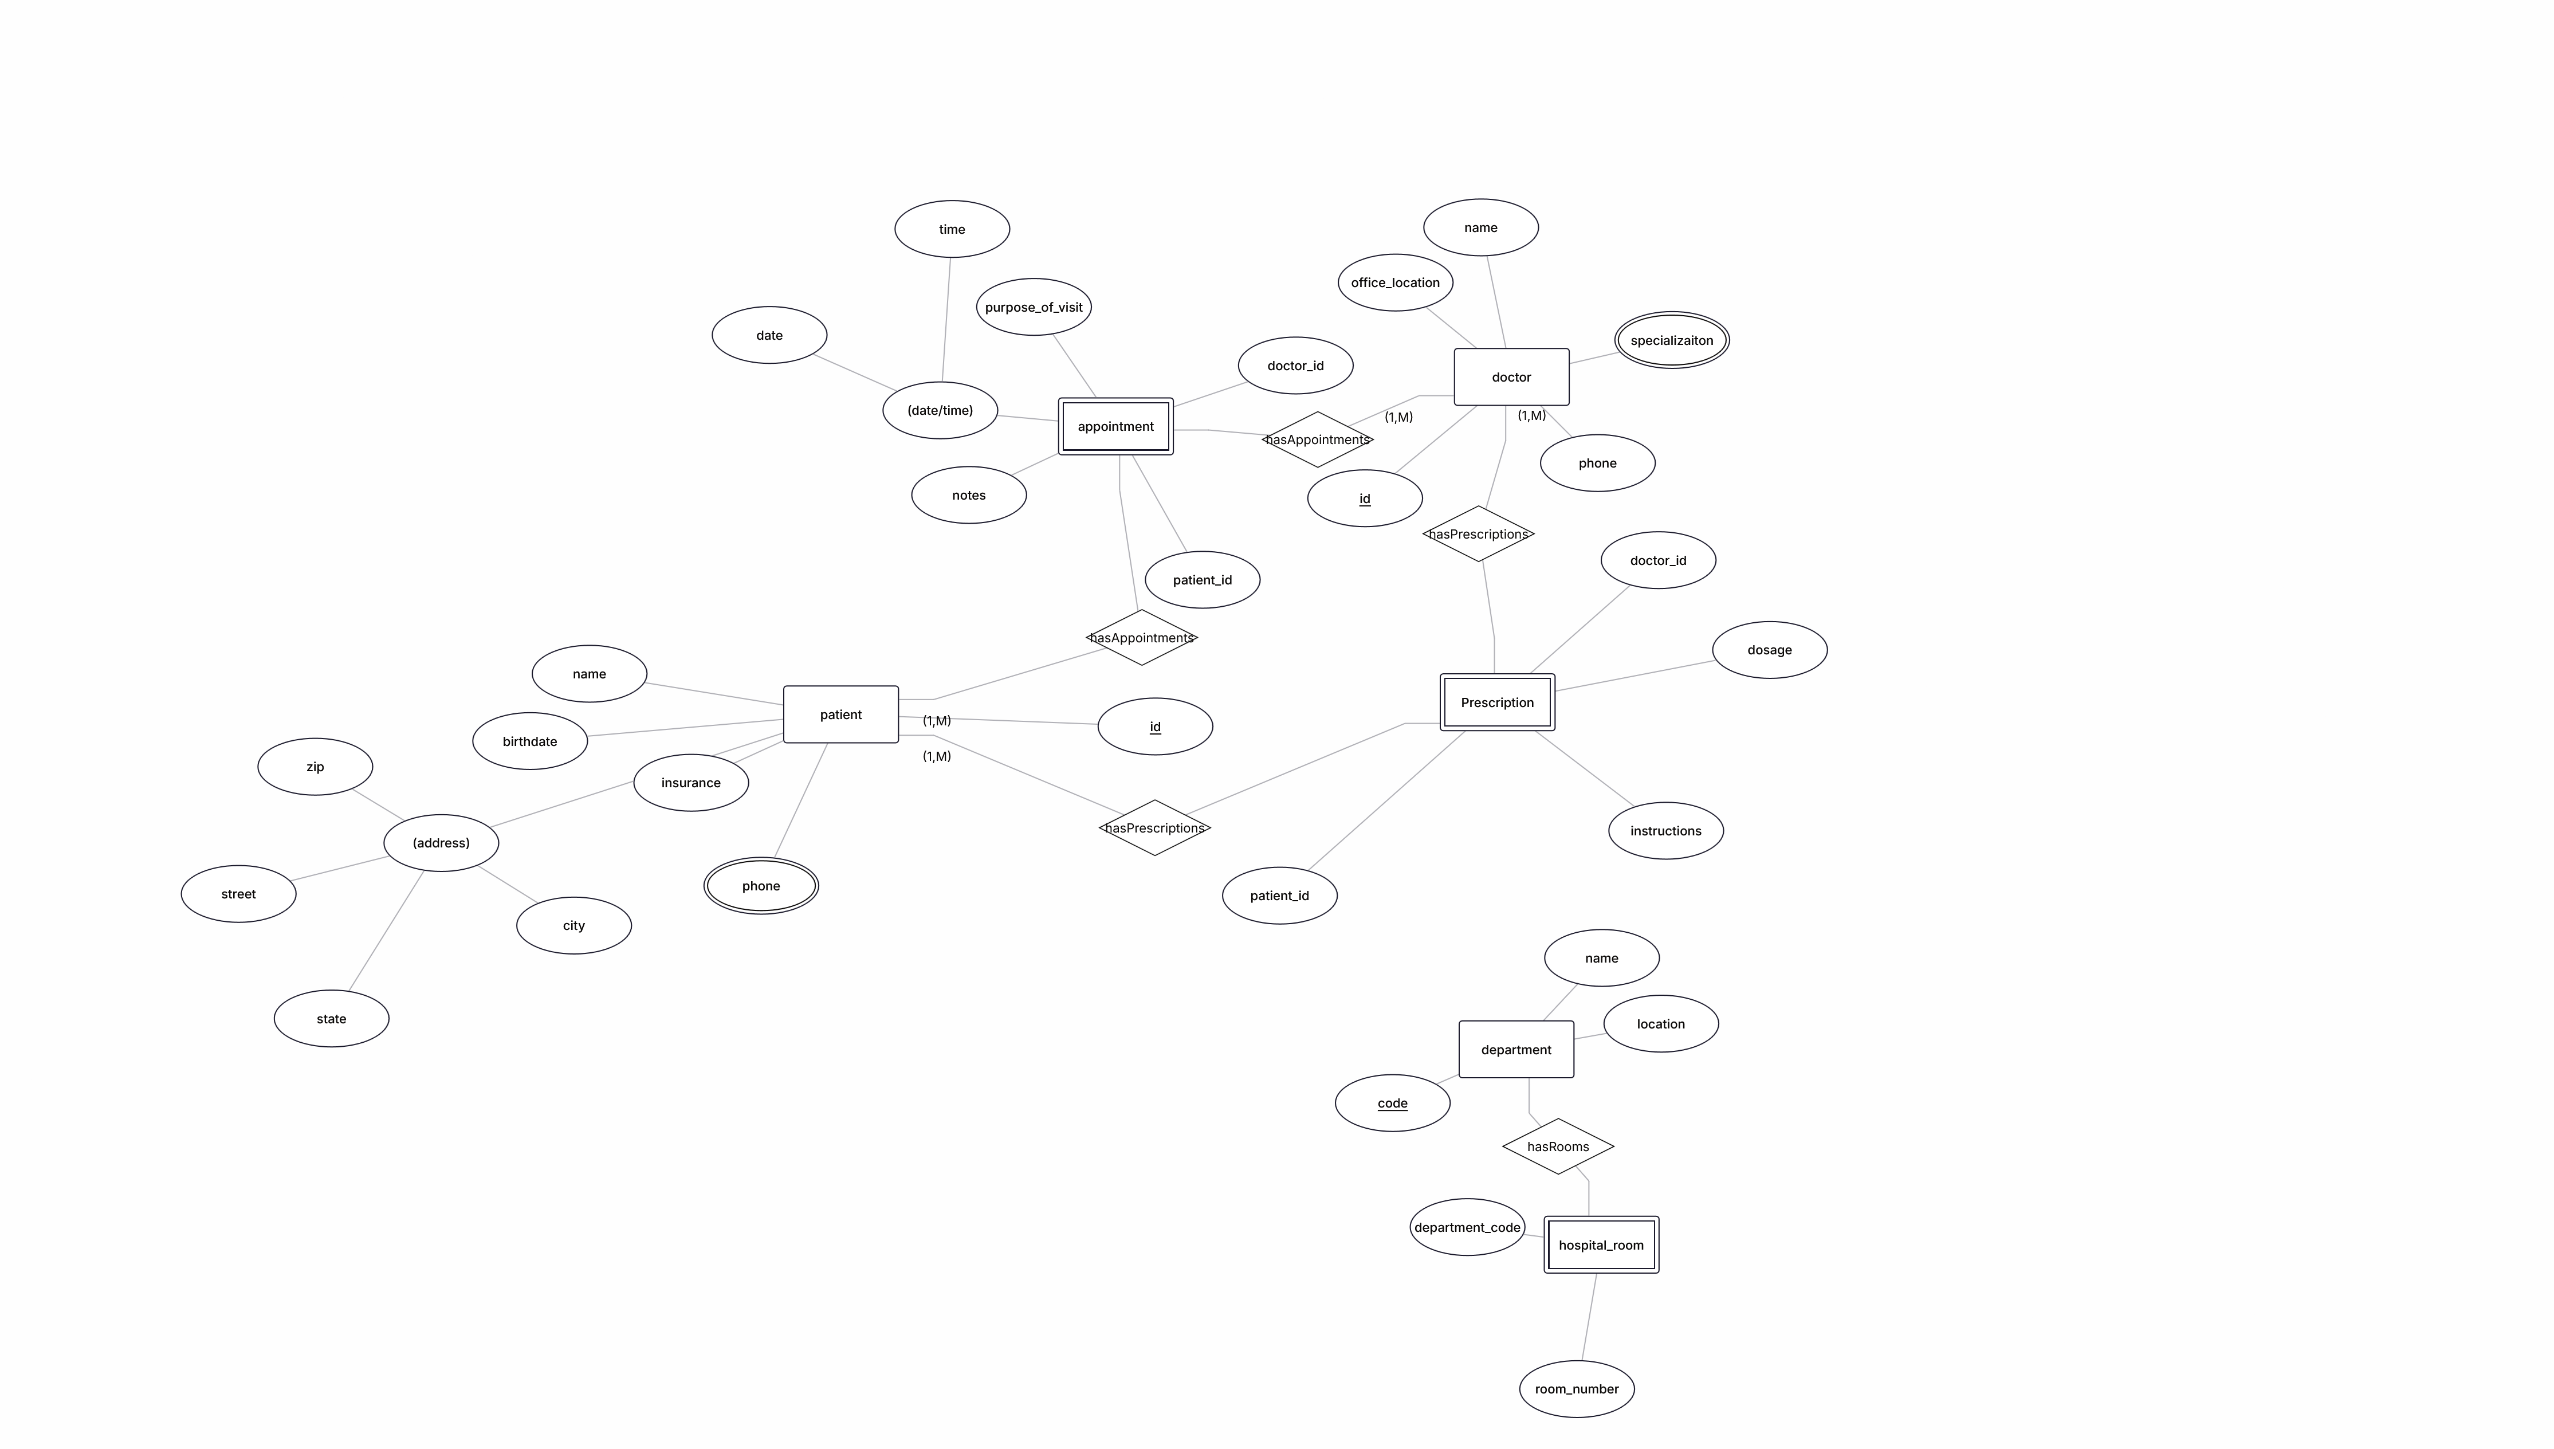 time
name
office_location
purpose_of_visit
date
specializaiton
doctor_id
doctor
(date/time)
(1,M)
(1,M)
appointment
hasAppointments
phone
notes
id
hasPrescriptions
doctor_id
patient_id
hasAppointments
dosage
name
Prescription
patient
(1,M)
id
birthdate
(1,M)
zip
insurance
hasPrescriptions
instructions
(address)
phone
street
patient_id
city
name
state
location
department
code
hasRooms
department_code
hospital_room
room_number